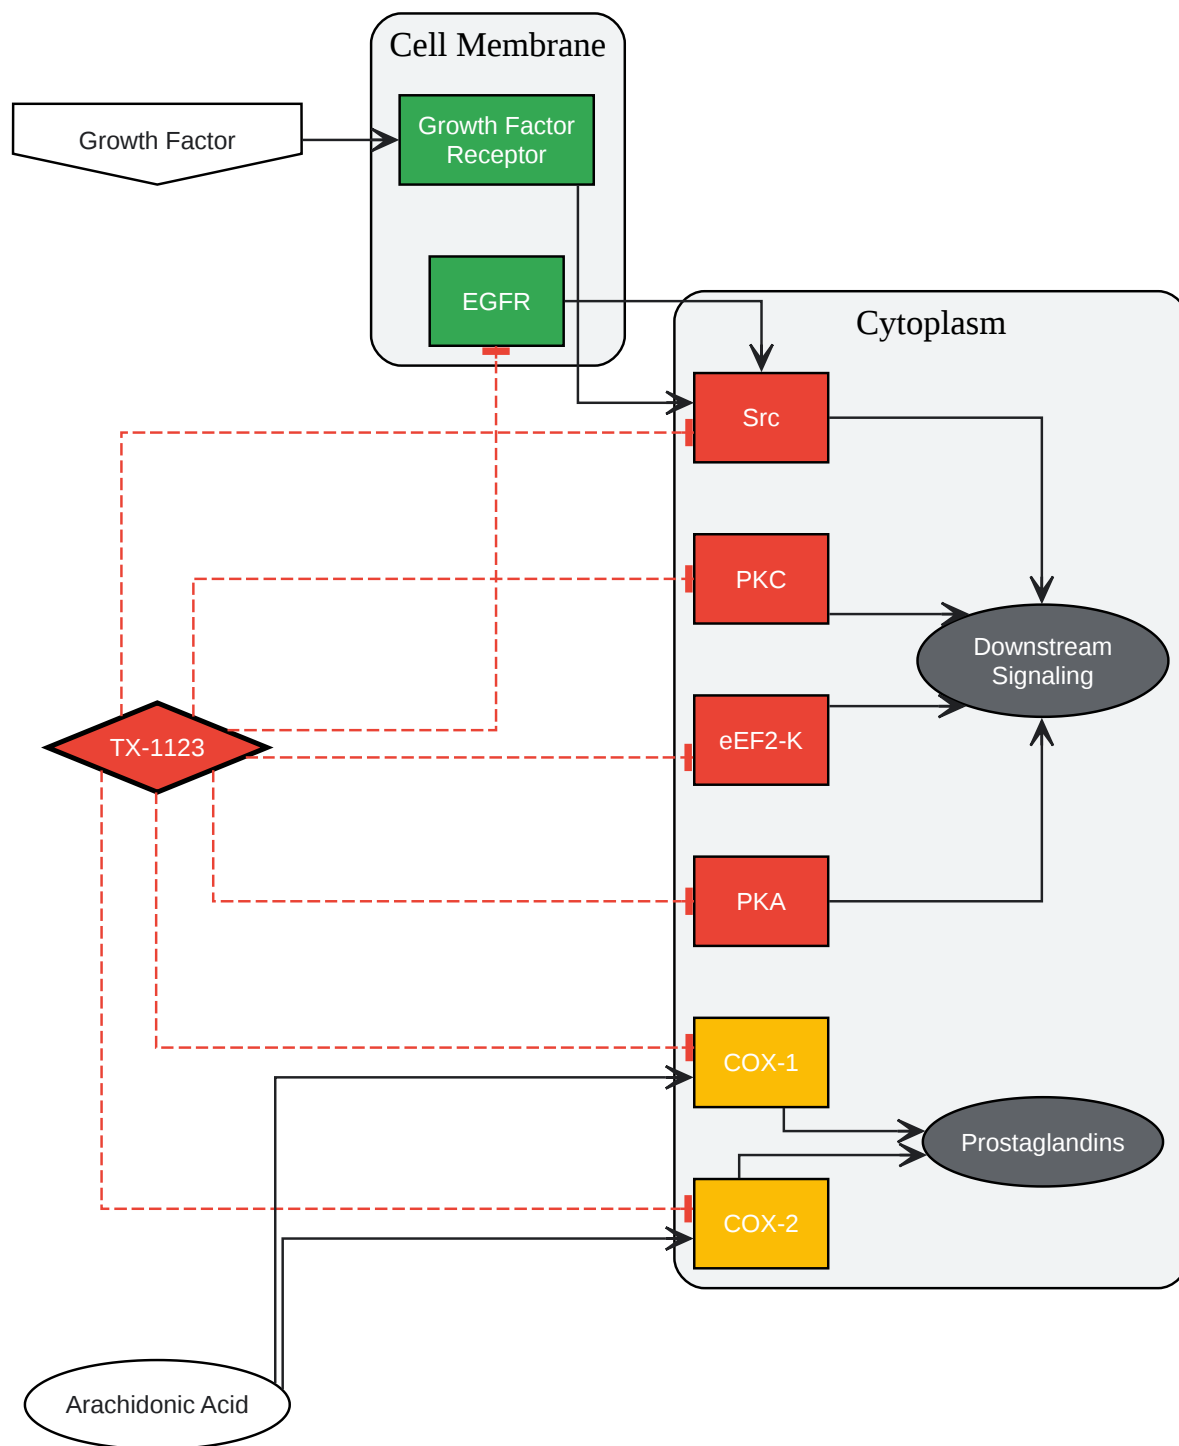 Cell Membrane
Growth Factor
Growth Factor
Receptor
EGFR
Cytoplasm
Src
PKC
Downstream
Signaling
eEF2-K
TX-1123
PKA
COX-1
Prostaglandins
COX-2
Arachidonic Acid